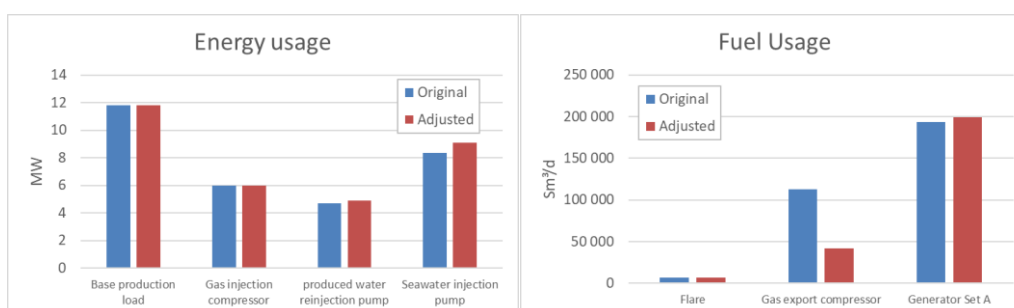 Energy usage
14
12
10
8
6
4
2
0
MW
Original
Adjusted
Base production
load
Gas injection
compressor
produced water
reinjection pump
Seawater injection
pump
Fuel Usage
250 000
200 000
150 000
100 000
50 000
0
Sm³/d
Original
Adjusted
Flare
Gas export compressor
Generator Set A